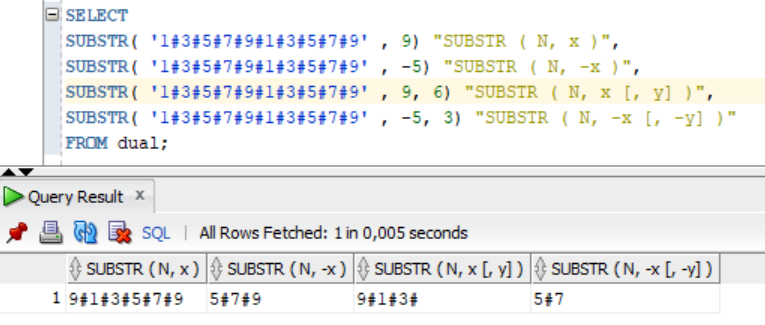 SELECT
SUBSTR( '1#3#5#7#9#1#3#5#7#9' , 9) "SUBSTR ( N, x )",
SUBSTR( '1#3#5#7#9#1#3#5#7#9' , -5) "SUBSTR ( N, -x )",
SUBSTR( '1#3#5#7#9#1#3#5#7#9' , 9, 6) "SUBSTR ( N, x [, y] )",
SUBSTR( '1#3#5#7#9#1#3#5#7#9' , -5, 3) "SUBSTR ( N, -x [, -y] )"
FROM dual;
Query Result x
SQL | All Rows Fetched: 1 in 0,005 seconds
SUBSTR ( N, x ) SUBSTR ( N, -x ) SUBSTR ( N, x [, y] ) SUBSTR ( N, -x [, -y] )
1 9#1#3#5#7#9 5#7#9 9#1#3# 5#7